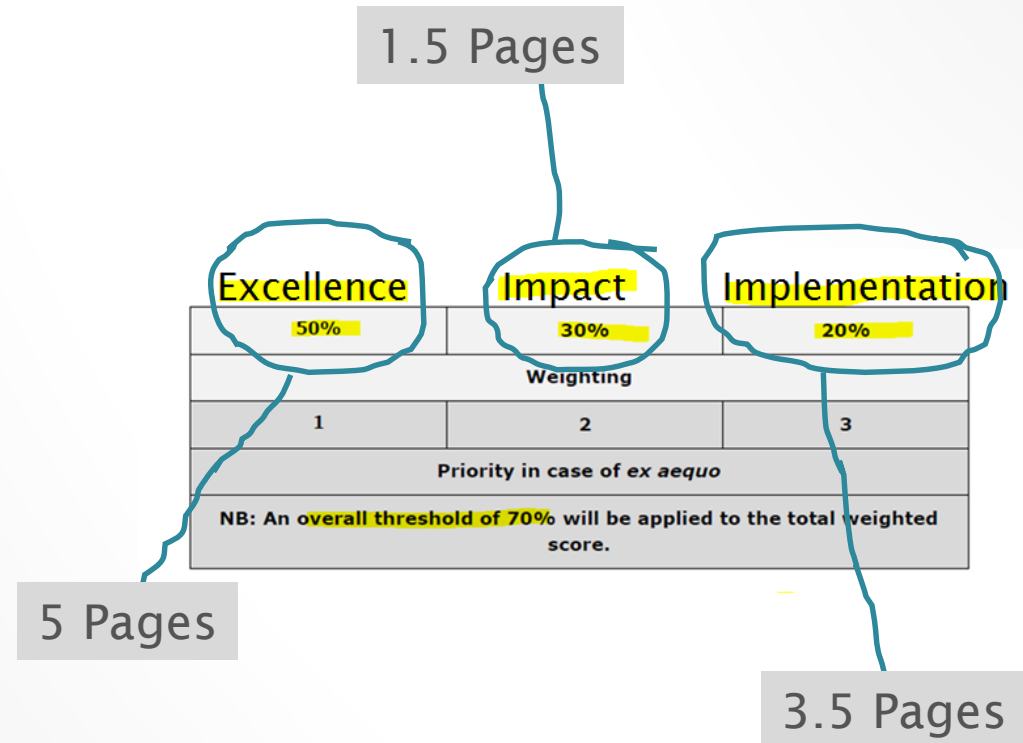 1.5 Pages
Excellence Impact Implementation
50% 30% 20%
Weighting
1 2 3
Priority in case of ex aequo
NB: An overall threshold of 70% will be applied to the total weighted
score.
5 Pages
3.5 Pages